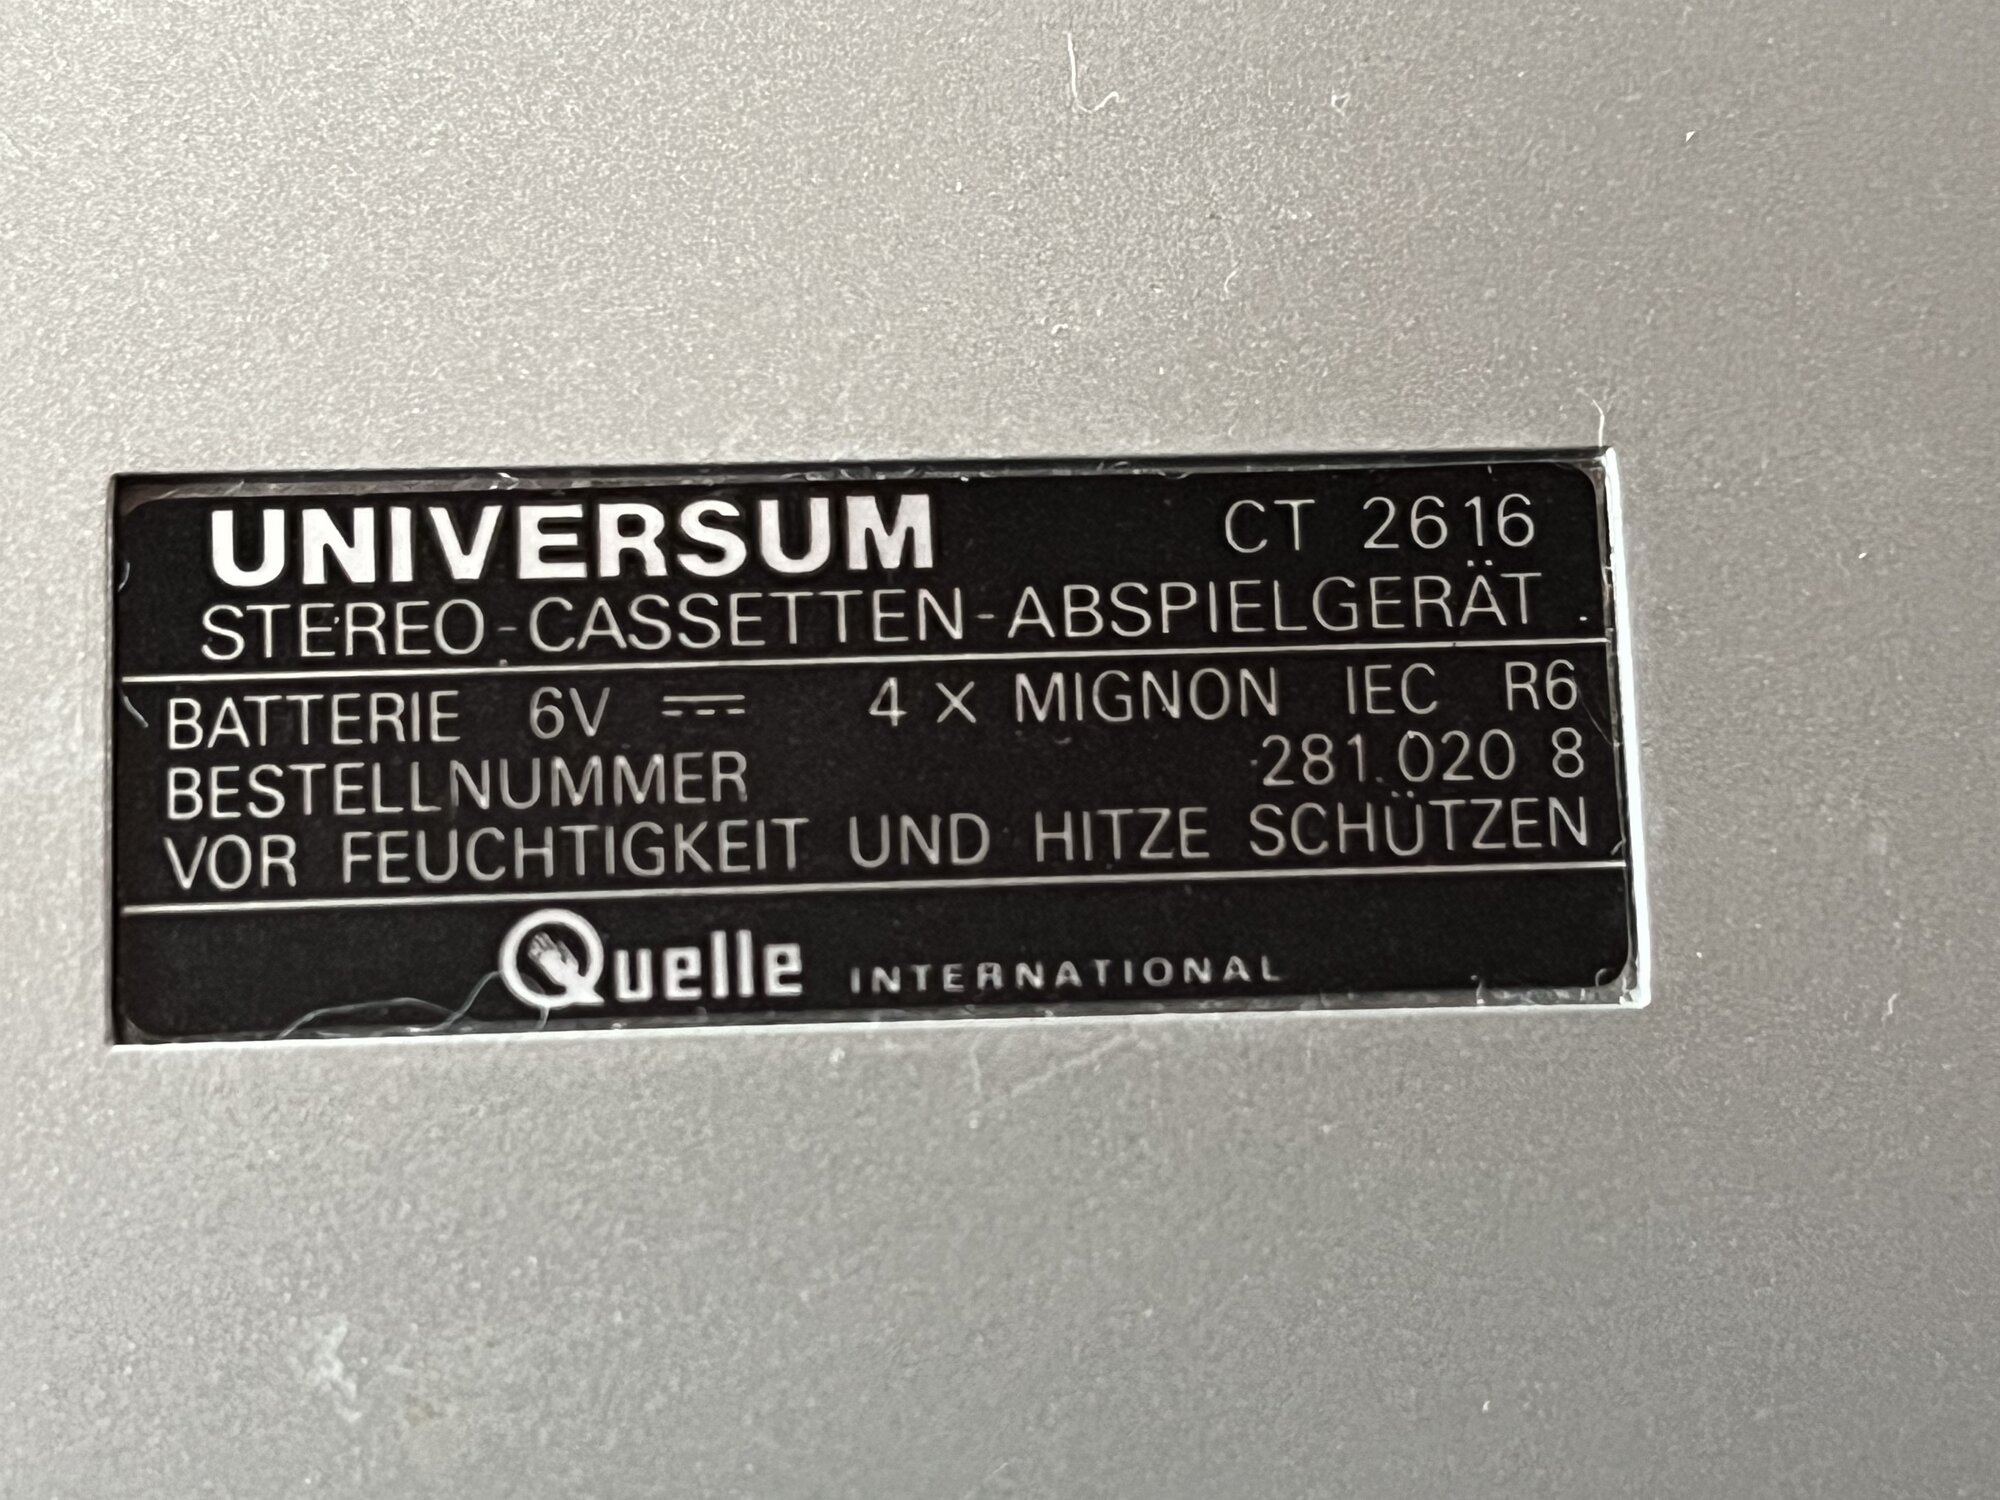 UNIVERSUM CT 2616
STEREO-CASSETTEN-ABSPIELGERÄT
BATTERIE 6V ⎓ 4 X MIGNON IEC R6
BESTELLNUMMER 281.020 8
VOR FEUCHTIGKEIT UND HITZE SCHÜTZEN
Quelle INTERNATIONAL